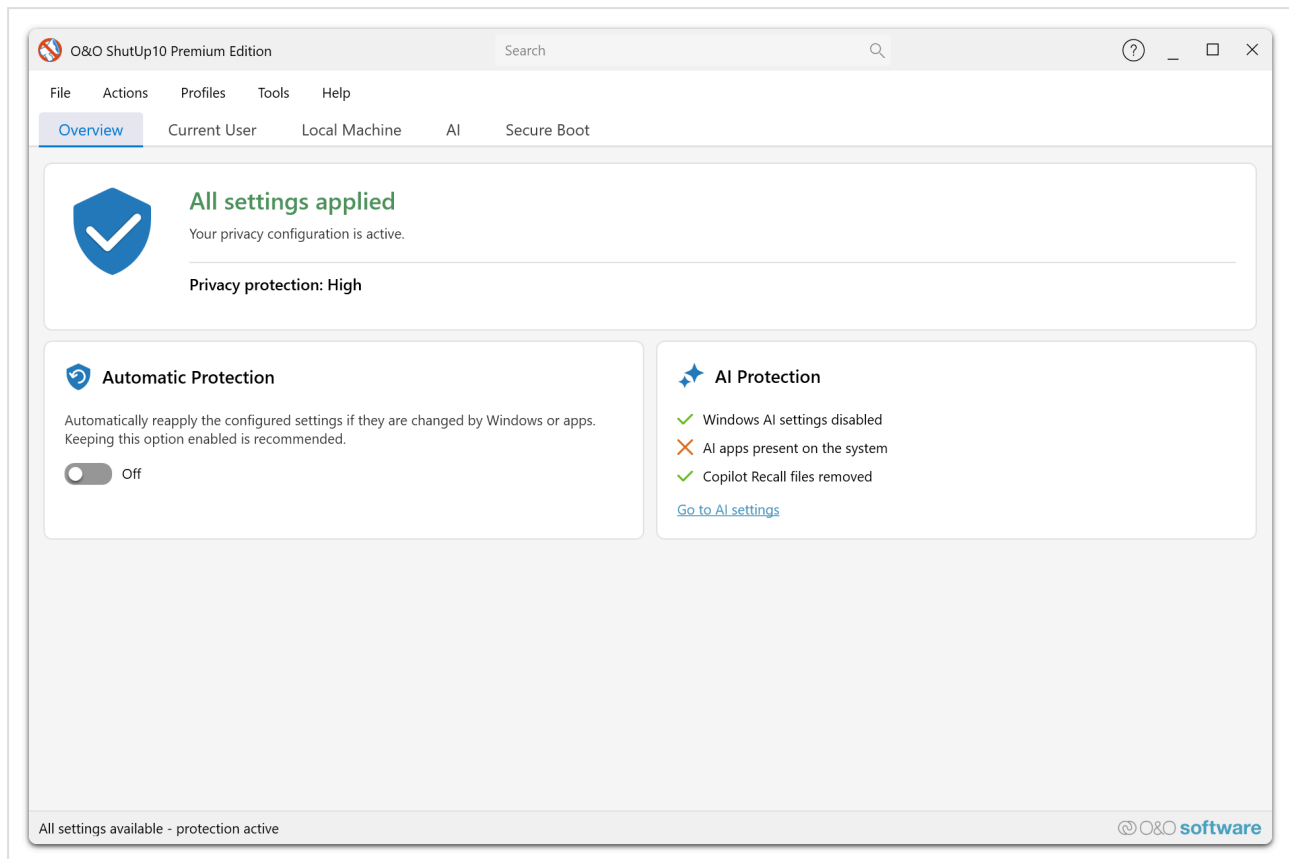 O&O ShutUp10 Premium Edition
Search
?
File Actions Profiles Tools Help
Overview Current User Local Machine AI Secure Boot
All settings applied
Your privacy configuration is active.
Privacy protection: High
Automatic Protection
Automatically reapply the configured settings if they are changed by Windows or apps.
Keeping this option enabled is recommended.
Off
AI Protection
Windows AI settings disabled
AI apps present on the system
Copilot Recall files removed
Go to AI settings
All settings available - protection active
O&O software